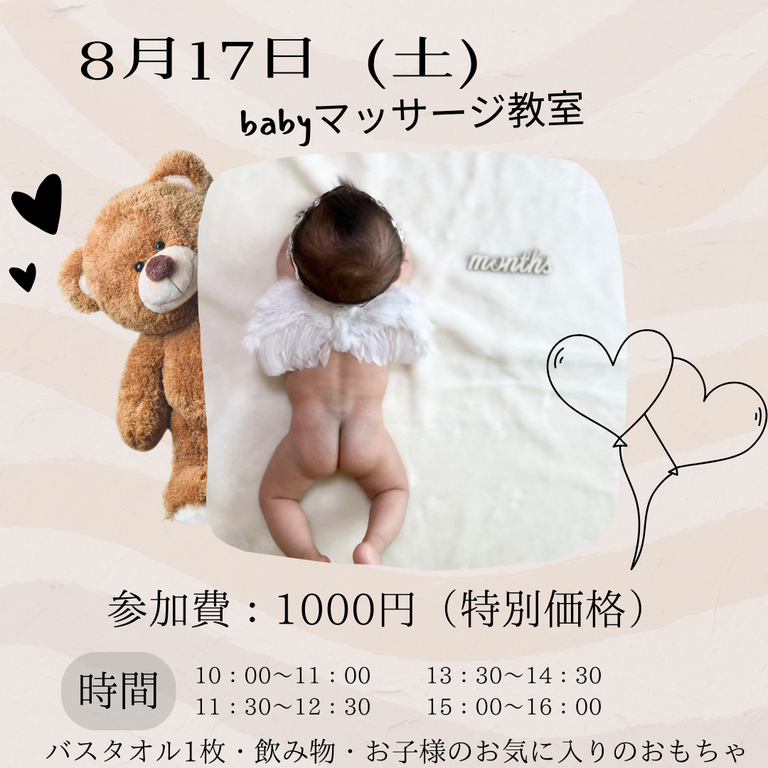 8月17日 (土)
babyマッサージ教室
months
参加費：1000円（特別価格）
時間
10：00〜11：00 13：30〜14：30
11：30〜12：30 15：00〜16：00
バスタオル1枚・飲み物・お子様のお気に入りのおもちゃ